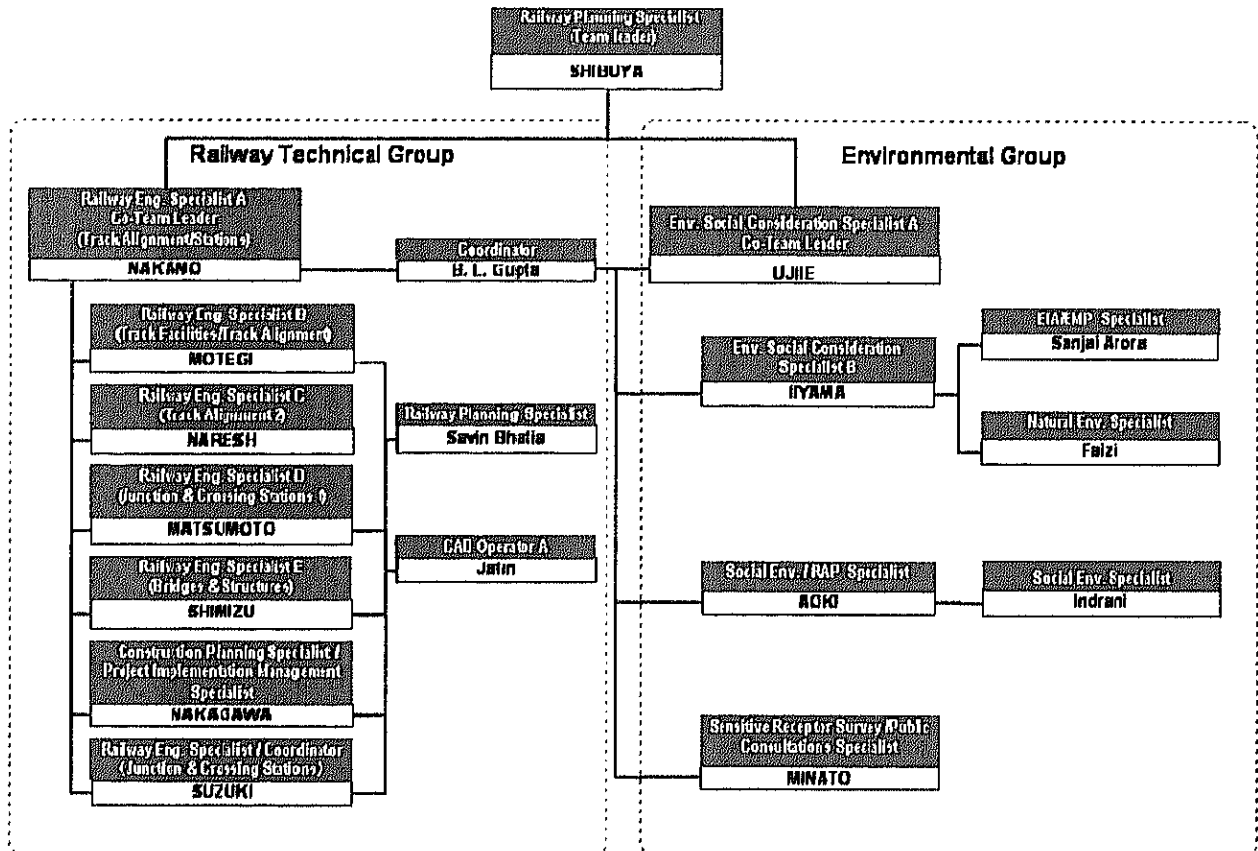 Railway Planning Specialist
(Team leader)
SHIBUYA
Railway Technical Group
Environmental Group
Railway Eng. Specialist A
Co-Team Leader
(Track Alignment/Stations)
NAKANO
Coordinator
B. L. Gupta
Env. Social Consideration Specialist A
Co-Team Leader
UJIIE
Railway Eng. Specialist B
(Track Facilities/Track Alignment)
MOTEGI
Railway Eng. Specialist C
(Track Alignment 2)
NARESH
Railway Eng. Specialist D
(Junction & Crossing Stations 1)
MATSUMOTO
Railway Eng. Specialist E
(Bridges & Structures)
SHIMIZU
Construction Planning Specialist /
Project Implementation Management
Specialist
NAKAGAWA
Railway Eng. Specialist / Coordinator
(Junction & Crossing Stations)
SUZUKI
Railway Planning Specialist
Savin Bhatia
CAD Operator A
Jatin
Env. Social Consideration
Specialist B
IIYAMA
EIA/EMP. Specialist
Sanjai Arora
Natural Env. Specialist
Faizi
Social Env. / RAP Specialist
AOKI
Social Env. Specialist
Indrani
Sensitive Receptor Survey /Public
Consultations Specialist
MINATO